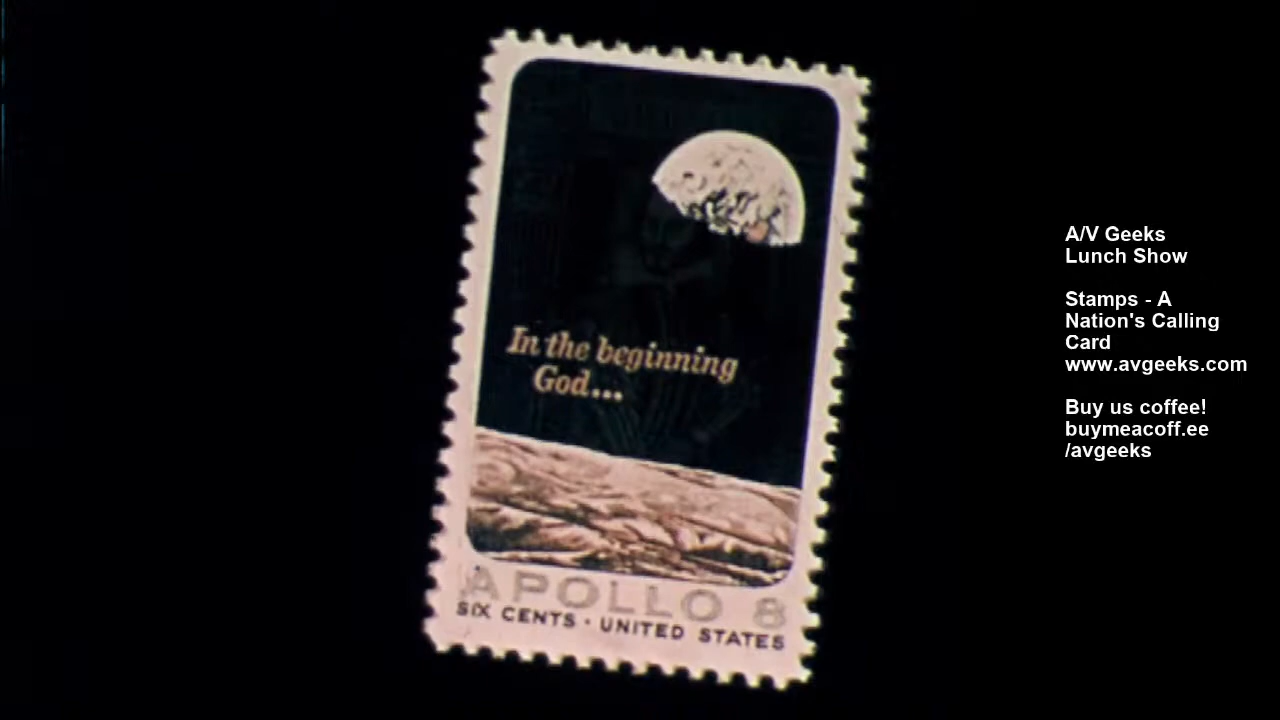 In the beginning
God...
APOLLO 8
SIX CENTS · UNITED STATES
A/V Geeks
Lunch Show
Stamps - A
Nation's Calling
Card
www.avgeeks.com
Buy us coffee!
buymeacoff.ee
/avgeeks